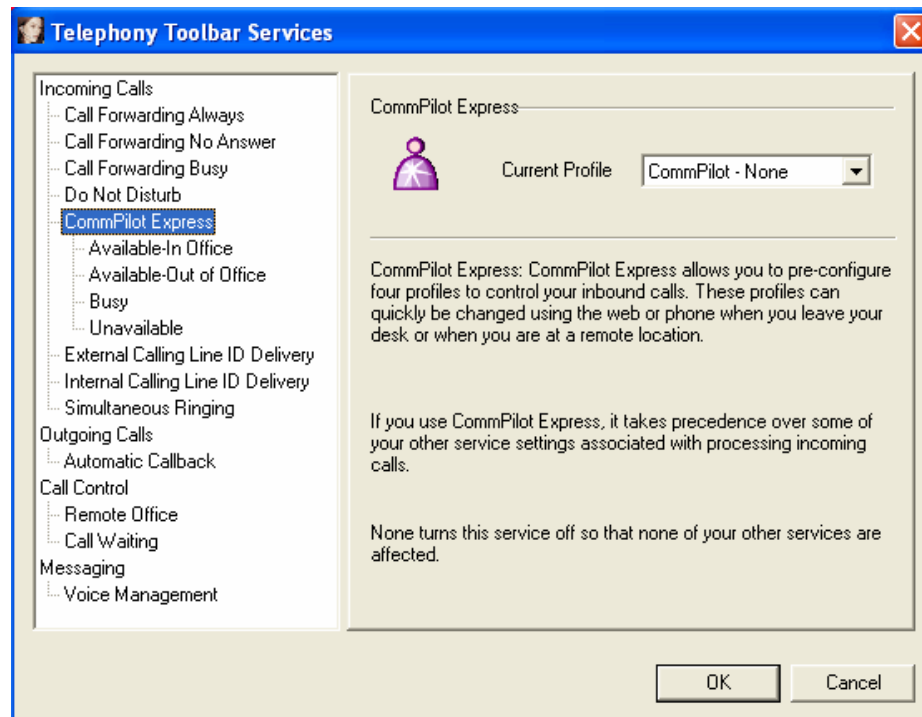 Telephony Toolbar Services
Incoming Calls
Call Forwarding Always
Call Forwarding No Answer
Call Forwarding Busy
Do Not Disturb
CommPilot Express
Available-In Office
Available-Out of Office
Busy
Unavailable
External Calling Line ID Delivery
Internal Calling Line ID Delivery
Simultaneous Ringing
Outgoing Calls
Automatic Callback
Call Control
Remote Office
Call Waiting
Messaging
Voice Management
CommPilot Express
Current Profile CommPilot - None
CommPilot Express: CommPilot Express allows you to pre-configure
four profiles to control your inbound calls. These profiles can
quickly be changed using the web or phone when you leave your
desk or when you are at a remote location.
If you use CommPilot Express, it takes precedence over some of
your other service settings associated with processing incoming
calls.
None turns this service off so that none of your other services are
affected.
OK Cancel